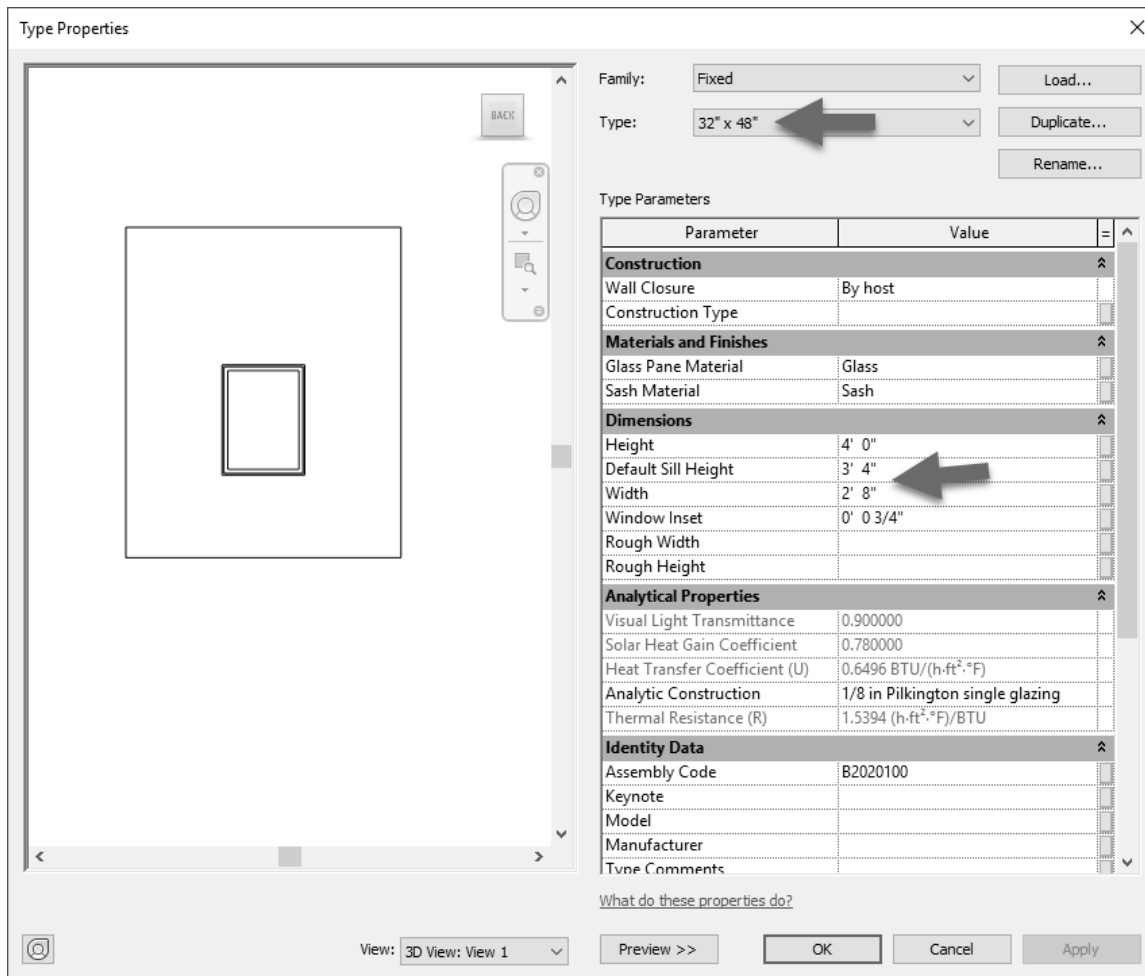 Type Properties
BACK
Family: Fixed Load...
Type: 32" x 48" Duplicate...
Rename...
Type Parameters
Parameter Value =
Construction
Wall Closure By host
Construction Type
Materials and Finishes
Glass Pane Material Glass
Sash Material Sash
Dimensions
Height 4' 0"
Default Sill Height 3' 4"
Width 2' 8"
Window Inset 0' 0 3/4"
Rough Width
Rough Height
Analytical Properties
Visual Light Transmittance 0.900000
Solar Heat Gain Coefficient 0.780000
Heat Transfer Coefficient (U) 0.6496 BTU/(h·ft²·°F)
Analytic Construction 1/8 in Pilkington single glazing
Thermal Resistance (R) 1.5394 (h·ft²·°F)/BTU
Identity Data
Assembly Code B2020100
Keynote
Model
Manufacturer
Type Comments
What do these properties do?
View: 3D View: View 1 Preview >> OK Cancel Apply